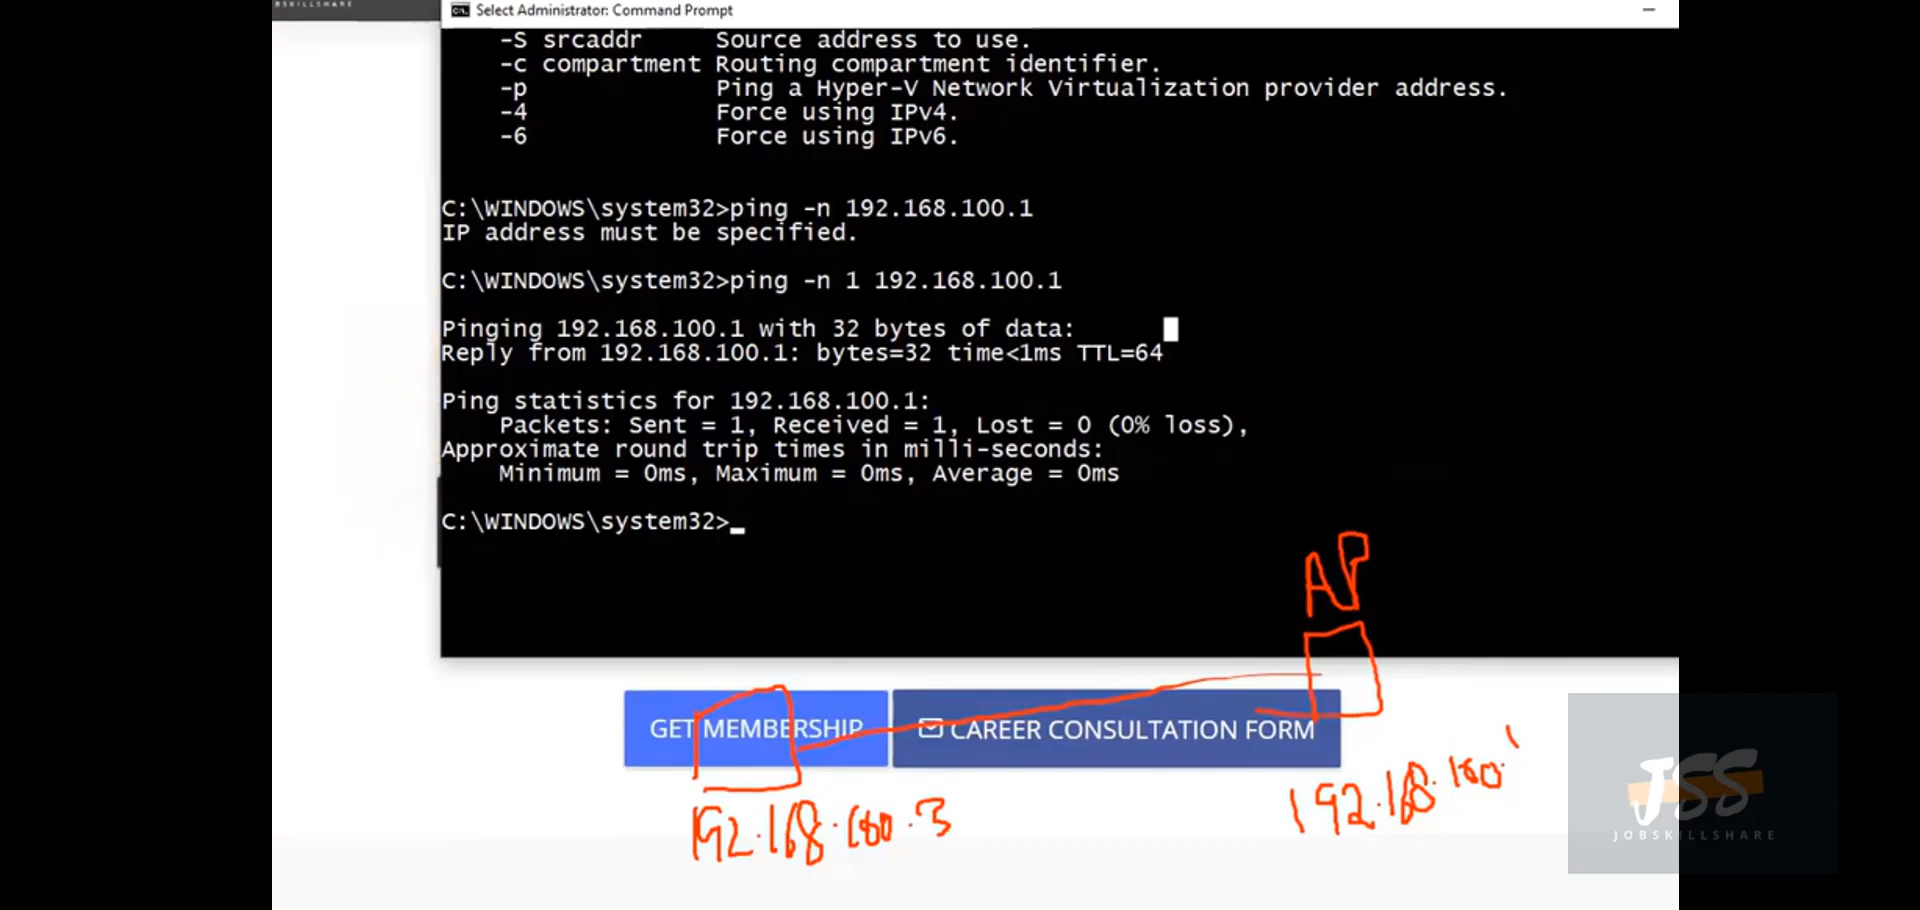 BSKILLSHARE
Select Administrator: Command Prompt
-S srcaddr Source address to use.
-c compartment Routing compartment identifier.
-p Ping a Hyper-V Network Virtualization provider address.
-4 Force using IPv4.
-6 Force using IPv6.
C:\WINDOWS\system32>ping -n 192.168.100.1
IP address must be specified.
C:\WINDOWS\system32>ping -n 1 192.168.100.1
Pinging 192.168.100.1 with 32 bytes of data:
Reply from 192.168.100.1: bytes=32 time<1ms TTL=64
Ping statistics for 192.168.100.1:
Packets: Sent = 1, Received = 1, Lost = 0 (0% loss),
Approximate round trip times in milli-seconds:
Minimum = 0ms, Maximum = 0ms, Average = 0ms
C:\WINDOWS\system32>
AP
GET MEMBERSHIP
CAREER CONSULTATION FORM
192.168.100.3
192.168.100.1
JSS
JOBSKILLSHARE